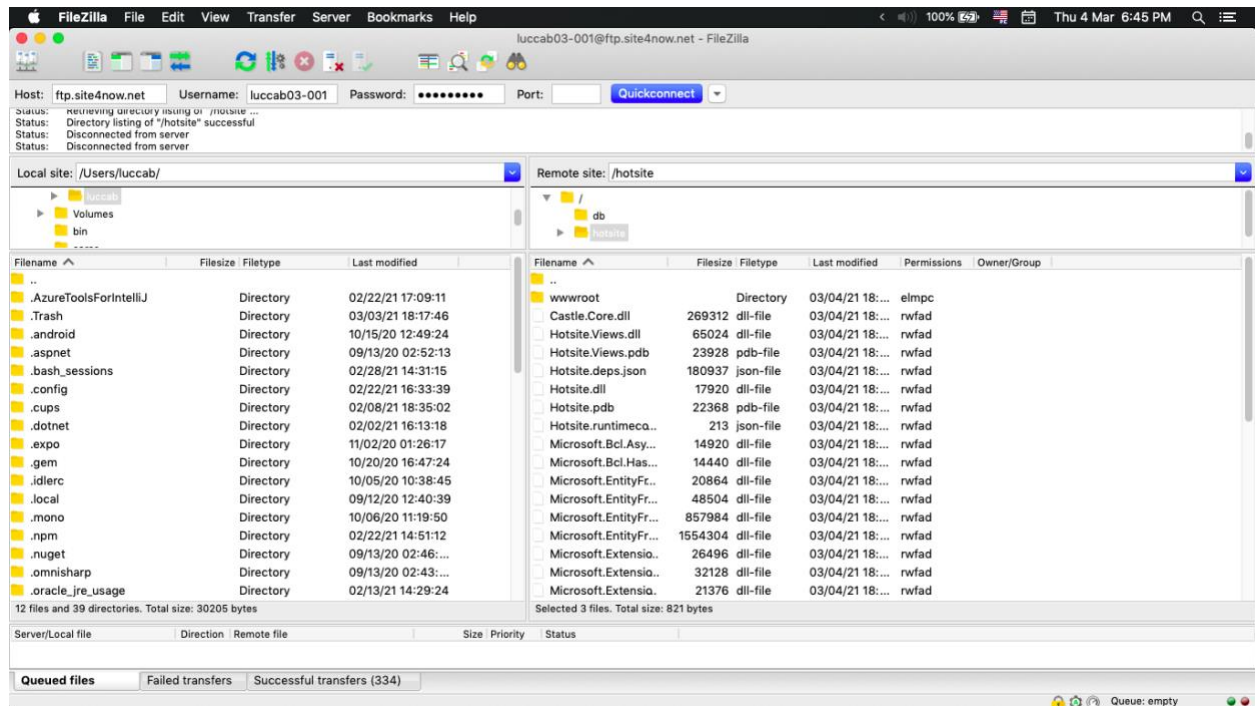 FileZilla File Edit View Transfer Server Bookmarks Help 100% Thu 4 Mar 6:45 PM
luccab03-001@ftp.site4now.net - FileZilla
Host: ftp.site4now.net Username: luccab03-001 Password: ●●●●●●●●● Port: Quickconnect
Status: Retrieving directory listing of "/hotsite"...
Status: Directory listing of "/hotsite" successful
Status: Disconnected from server
Status: Disconnected from server
Local site: /Users/luccab/ Remote site: /hotsite
luccab /
Volumes db
bin hotsite
Filename Filesize Filetype Last modified Filename Filesize Filetype Last modified Permissions Owner/Group
.. ..
.AzureToolsForIntelliJ Directory 02/22/21 17:09:11 wwwroot Directory 03/04/21 18:... elmpc
.Trash Directory 03/03/21 18:17:46 Castle.Core.dll 269312 dll-file 03/04/21 18:... rwfad
.android Directory 10/15/20 12:49:24 Hotsite.Views.dll 65024 dll-file 03/04/21 18:... rwfad
.aspnet Directory 09/13/20 02:52:13 Hotsite.Views.pdb 23928 pdb-file 03/04/21 18:... rwfad
.bash_sessions Directory 02/28/21 14:31:15 Hotsite.deps.json 180937 json-file 03/04/21 18:... rwfad
.config Directory 02/22/21 16:33:39 Hotsite.dll 17920 dll-file 03/04/21 18:... rwfad
.cups Directory 02/08/21 18:35:02 Hotsite.pdb 22368 pdb-file 03/04/21 18:... rwfad
.dotnet Directory 02/02/21 16:13:18 Hotsite.runtimeco... 213 json-file 03/04/21 18:... rwfad
.expo Directory 11/02/20 01:26:17 Microsoft.Bcl.Asy... 14920 dll-file 03/04/21 18:... rwfad
.gem Directory 10/20/20 16:47:24 Microsoft.Bcl.Has... 14440 dll-file 03/04/21 18:... rwfad
.idlerc Directory 10/05/20 10:38:45 Microsoft.EntityFr... 20864 dll-file 03/04/21 18:... rwfad
.local Directory 09/12/20 12:40:39 Microsoft.EntityFr... 48504 dll-file 03/04/21 18:... rwfad
.mono Directory 10/06/20 11:19:50 Microsoft.EntityFr... 857984 dll-file 03/04/21 18:... rwfad
.npm Directory 02/22/21 14:51:12 Microsoft.EntityFr... 1554304 dll-file 03/04/21 18:... rwfad
.nuget Directory 09/13/20 02:46:... Microsoft.Extensio... 26496 dll-file 03/04/21 18:... rwfad
.omnisharp Directory 09/13/20 02:43:... Microsoft.Extensio... 32128 dll-file 03/04/21 18:... rwfad
.oracle_jre_usage Directory 02/13/21 14:29:24 Microsoft.Extensio... 21376 dll-file 03/04/21 18:... rwfad
12 files and 39 directories. Total size: 30205 bytes Selected 3 files. Total size: 821 bytes
Server/Local file Direction Remote file Size Priority Status
Queued files Failed transfers Successful transfers (334)
Queue: empty